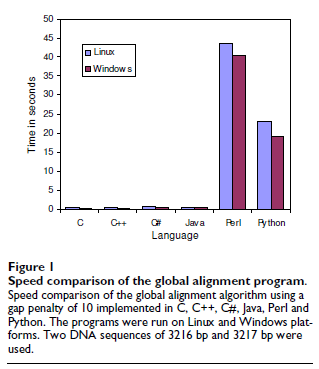 50
45
40
35
30
25
20
15
10
5
0
Time in seconds
Linux
Windows
C C++ C# Java Perl Python
Language
Figure 1
Speed comparison of the global alignment program.
Speed comparison of the global alignment algorithm using a
gap penalty of 10 implemented in C, C++, C#, Java, Perl and
Python. The programs were run on Linux and Windows plat-
forms. Two DNA sequences of 3216 bp and 3217 bp were
used.